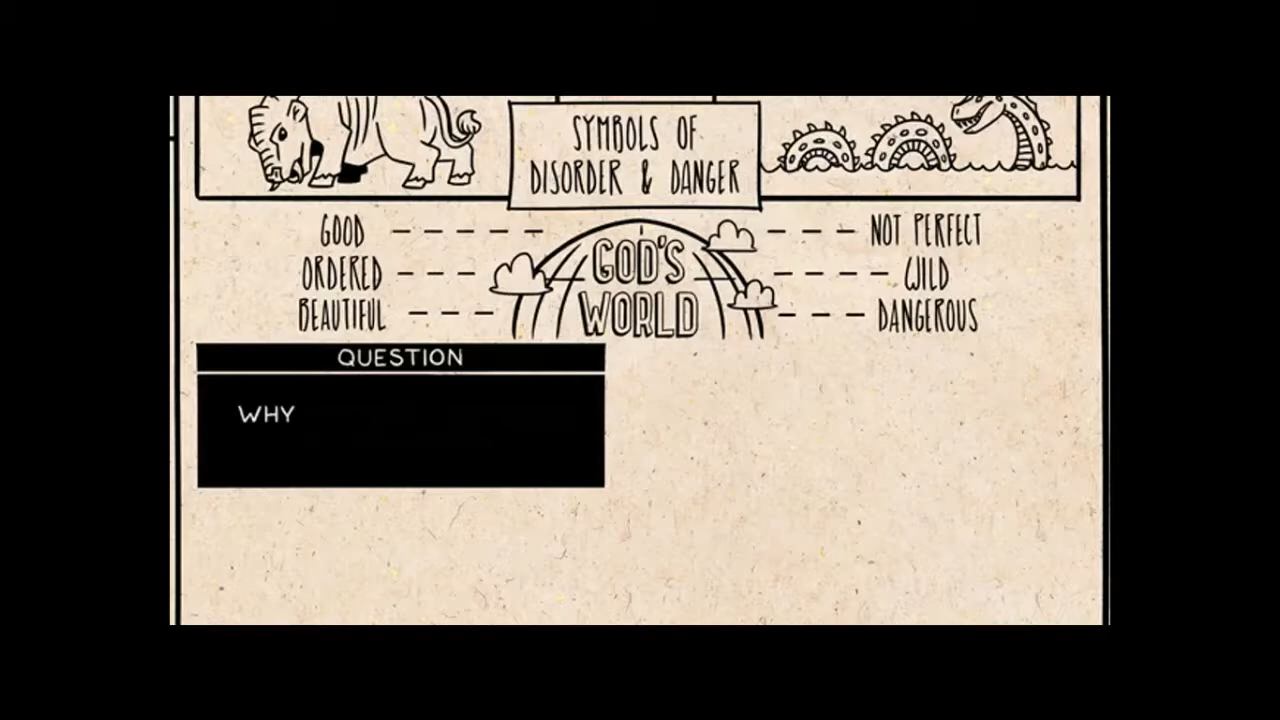 SYMBOLS OF
DISORDER & DANGER
GOOD
ORDERED
BEAUTIFUL
GOD'S
WORLD
NOT PERFECT
WILD
DANGEROUS
QUESTION
WHY